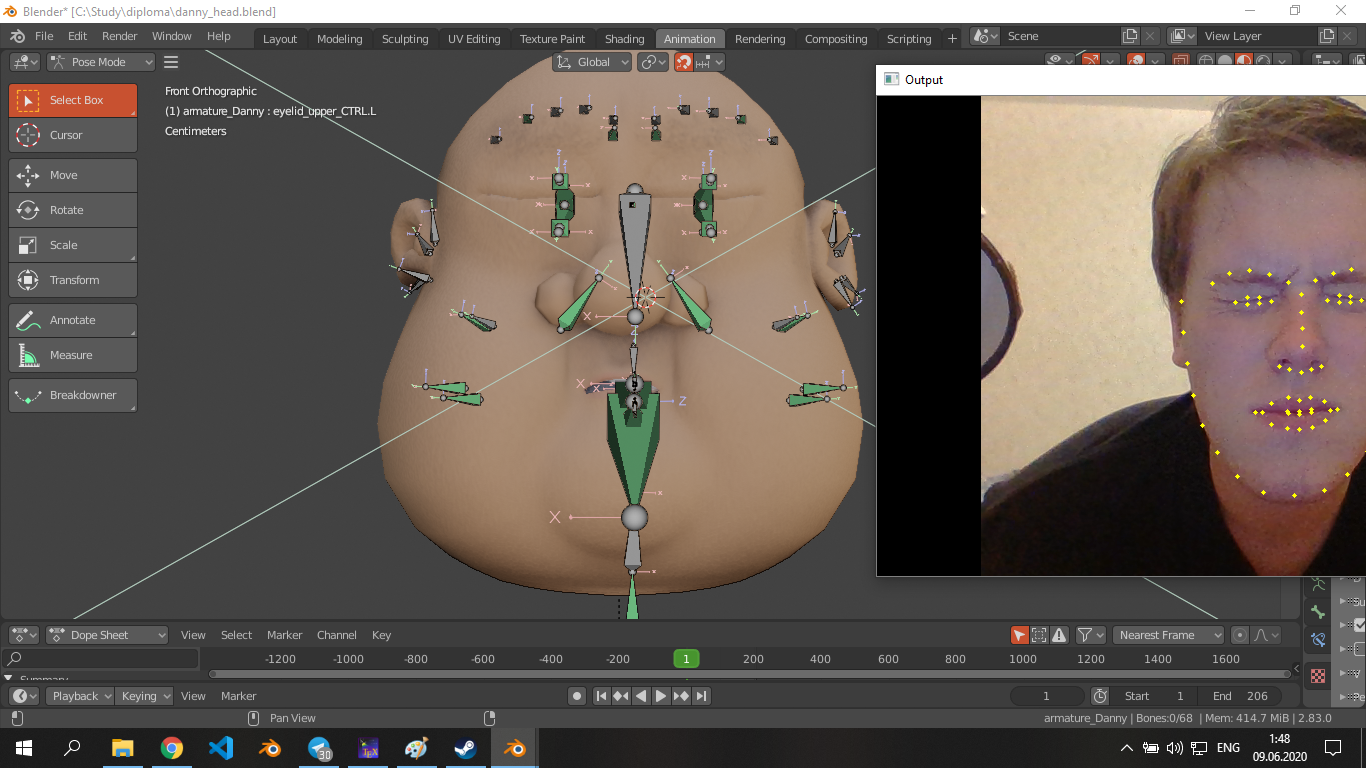 Blender* [C:\Study\diploma\danny_head.blend]
File Edit Render Window Help Layout Modeling Sculpting UV Editing Texture Paint Shading Animation Rendering Compositing Scripting + Scene View Layer
Pose Mode Global
Output
Select Box
Cursor
Move
Rotate
Scale
Transform
Annotate
Measure
Breakdowner
Front Orthographic
(1) armature_Danny : eyelid_upper_CTRL.L
Centimeters
Dope Sheet View Select Marker Channel Key Nearest Frame
-1200 -1000 -800 -600 -400 -200 1 200 400 600 800 1000 1200 1400 1600
Summary
Playback Keying View Marker 1 Start 1 End 206
Pan View armature_Danny | Bones:0/68 | Mem: 414.7 MiB | 2.83.0
30 TEX ENG 1:48
09.06.2020